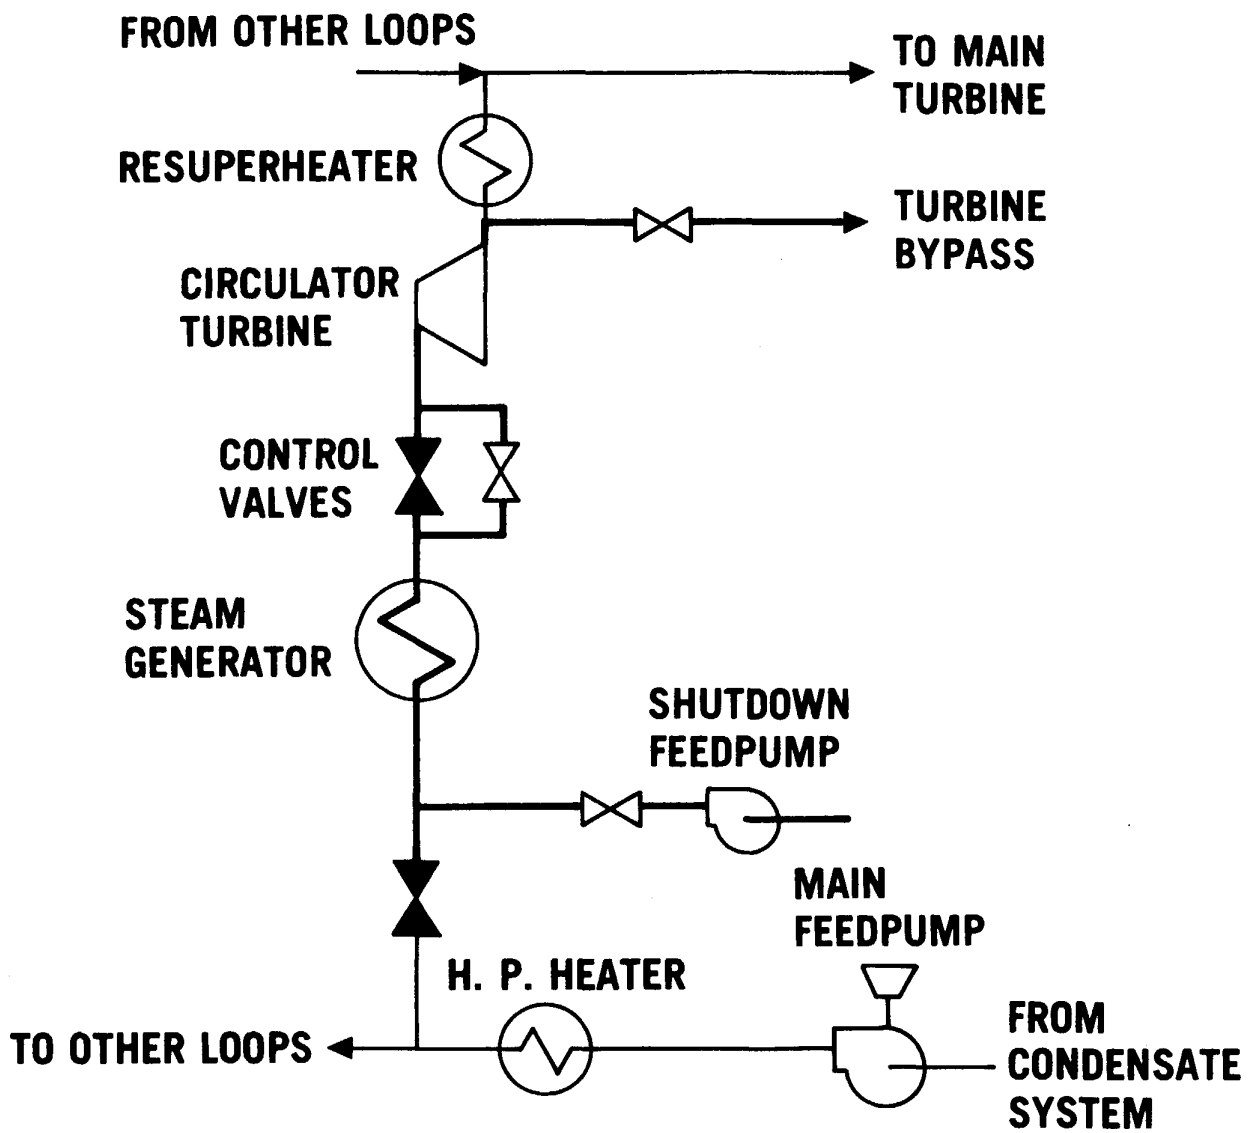 FROM OTHER LOOPS
TO MAIN
TURBINE
RESUPERHEATER
TURBINE
BYPASS
CIRCULATOR
TURBINE
CONTROL
VALVES
STEAM
GENERATOR
SHUTDOWN
FEEDPUMP
MAIN
FEEDPUMP
H. P. HEATER
TO OTHER LOOPS
FROM
CONDENSATE
SYSTEM